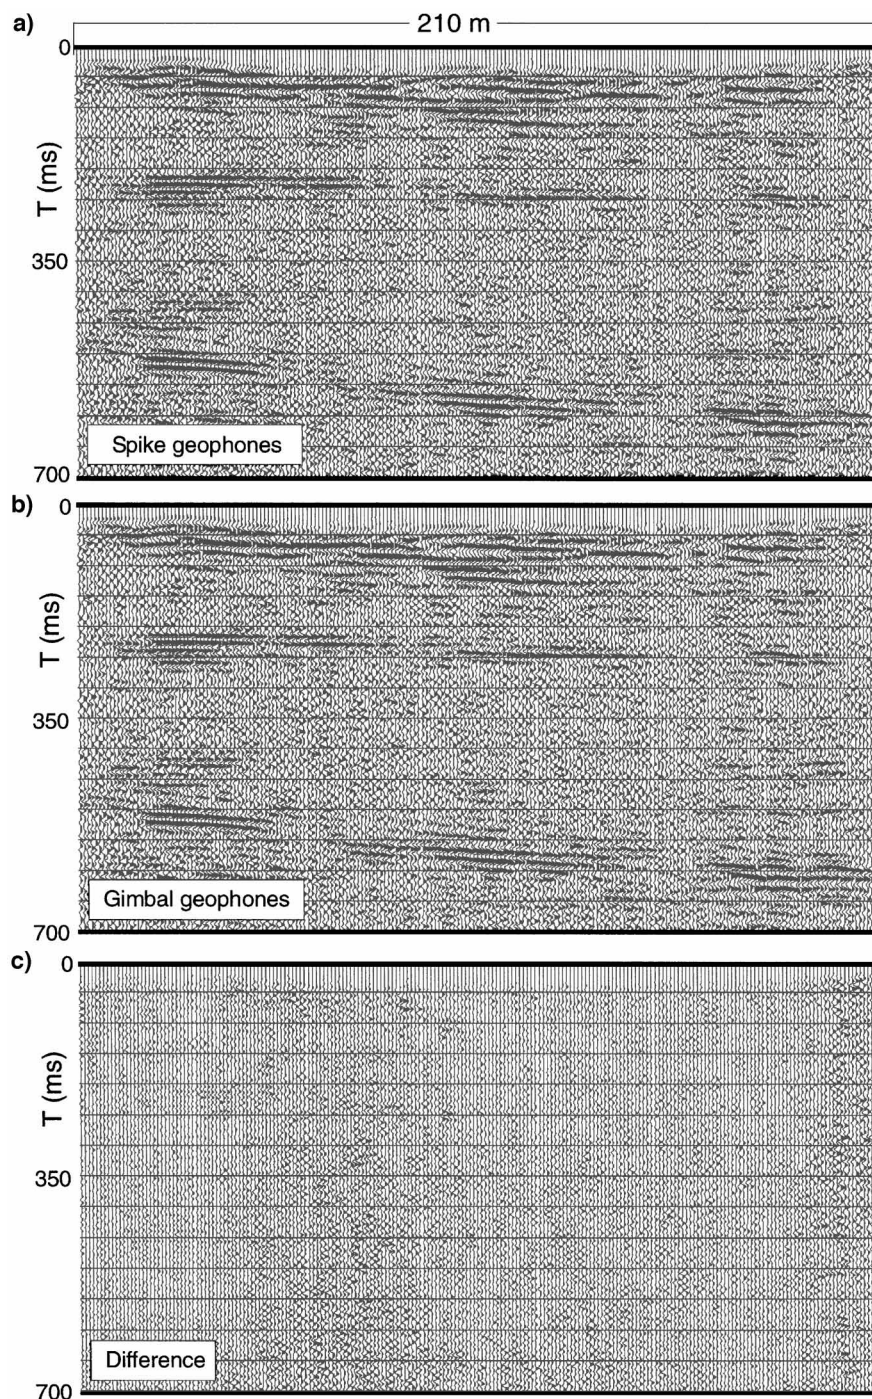 a)
210 m
0
T (ms)
350
Spike geophones
700
b)
0
T (ms)
350
Gimbal geophones
700
c)
0
T (ms)
350
Difference
700